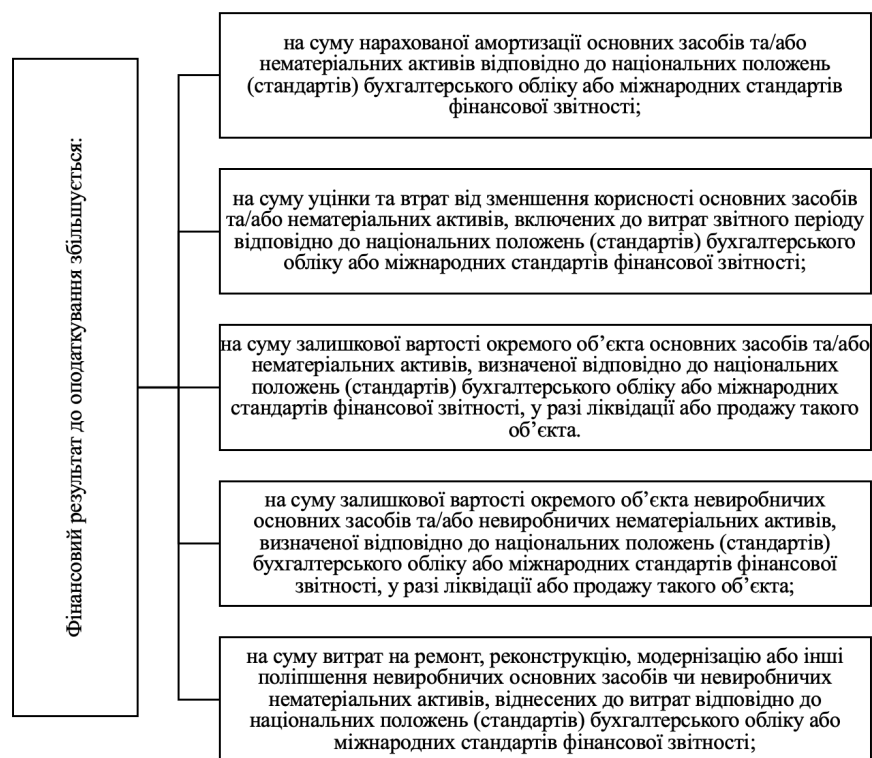 Фінансовий результат до оподаткування збільшується:
на суму нарахованої амортизації основних засобів та/або
нематеріальних активів відповідно до національних положень
(стандартів) бухгалтерського обліку або міжнародних стандартів
фінансової звітності;
на суму уцінки та втрат від зменшення корисності основних засобів
та/або нематеріальних активів, включених до витрат звітного періоду
відповідно до національних положень (стандартів) бухгалтерського
обліку або міжнародних стандартів фінансової звітності;
на суму залишкової вартості окремого об’єкта основних засобів та/або
нематеріальних активів, визначеної відповідно до національних
положень (стандартів) бухгалтерського обліку або міжнародних
стандартів фінансової звітності, у разі ліквідації або продажу такого
об’єкта.
на суму залишкової вартості окремого об’єкта невиробничих
основних засобів та/або невиробничих нематеріальних активів,
визначеної відповідно до національних положень (стандартів)
бухгалтерського обліку або міжнародних стандартів фінансової
звітності, у разі ліквідації або продажу такого об’єкта;
на суму витрат на ремонт, реконструкцію, модернізацію або інші
поліпшення невиробничих основних засобів чи невиробничих
нематеріальних активів, віднесених до витрат відповідно до
національних положень (стандартів) бухгалтерського обліку або
міжнародних стандартів фінансової звітності;